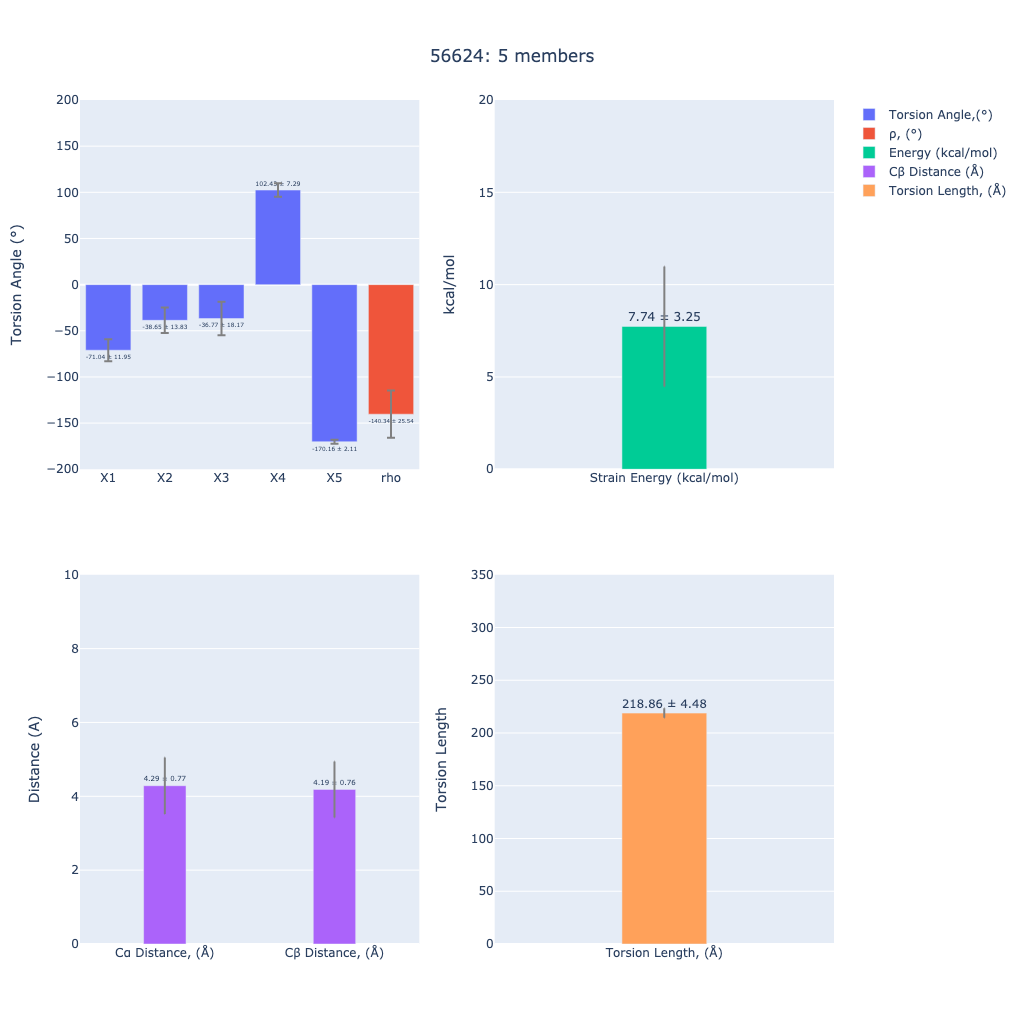 56624: 5 members
Torsion Angle (°)
200
150
100
50
0
−50
−100
−150
−200
-71.04 ± 11.95
-38.65 ± 13.83
-36.77 ± 18.17
102.45 ± 7.29
-170.16 ± 2.11
-140.34 ± 25.54
X1 X2 X3 X4 X5 rho
kcal/mol
20
15
10
5
0
7.74 ± 3.25
Strain Energy (kcal/mol)
Torsion Angle,(°)
ρ, (°)
Energy (kcal/mol)
Cβ Distance (Å)
Torsion Length, (Å)
Distance (A)
10
8
6
4
2
0
4.29 ± 0.77
4.19 ± 0.76
Cα Distance, (Å) Cβ Distance, (Å)
Torsion Length
350
300
250
200
150
100
50
0
218.86 ± 4.48
Torsion Length, (Å)